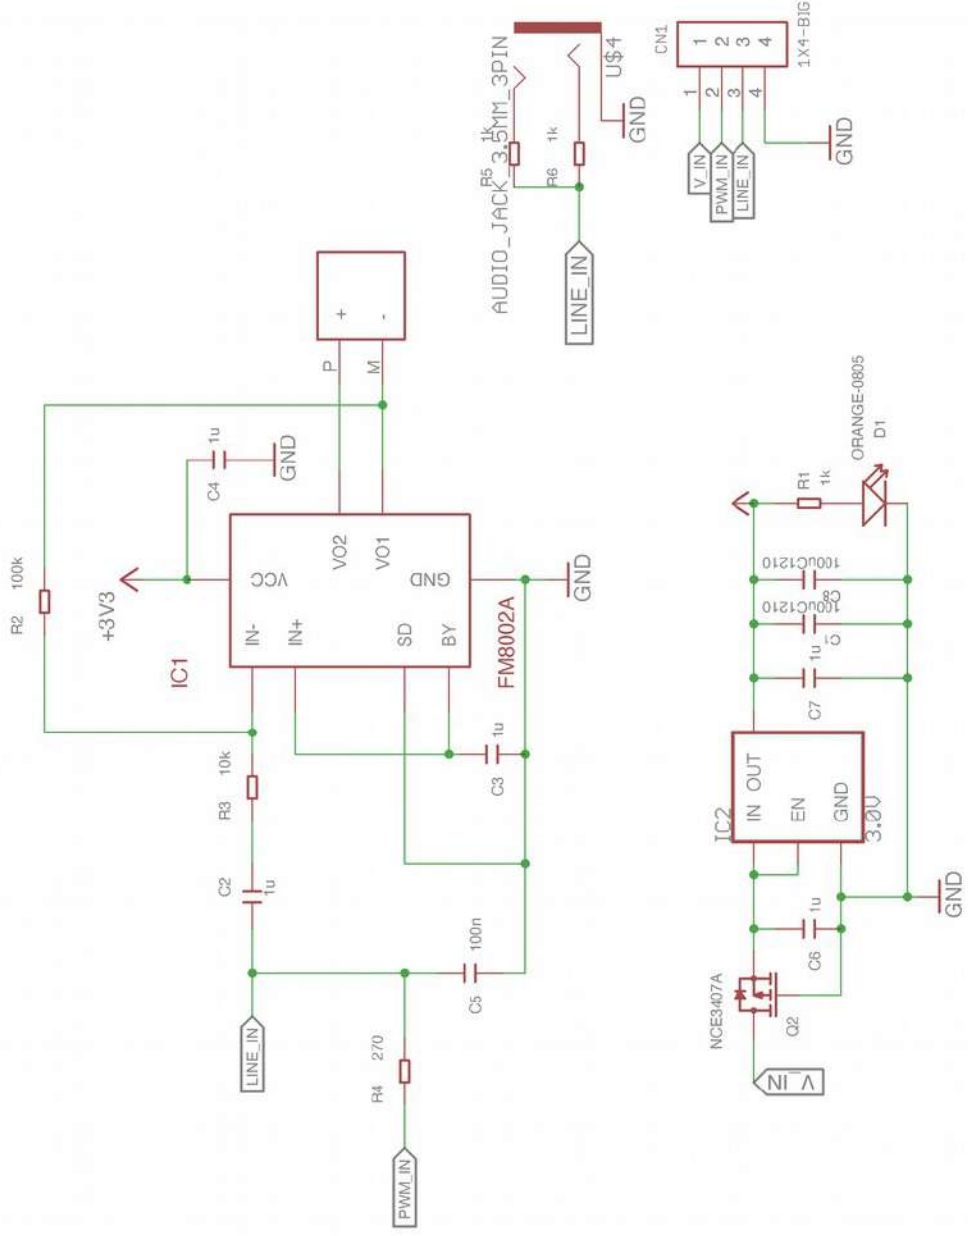 R2
100k
+3V3
C4
1u
GND
IC1
VCC
IN-
IN+
SD
BY
VO2
VO1
GND
FM8002A
P
M
+
-
GND
R3
10k
C2
1u
C3
1u
LINE_IN
C5
100n
R4
270
PWM_IN
AUDIO_JACK_3.5MM_3PIN
U$4
R5
1k
R6
1k
GND
LINE_IN
CN1
1X4-BIG
1
2
3
4
1
2
3
4
V_IN
PWM_IN
LINE_IN
GND
V_IN
NCE3407A
Q2
C6
1u
IC2
IN
OUT
EN
GND
3.0V
C7
1u
C1
100uC1210
C8
100uC1210
R1
1k
ORANGE-0805
D1
GND